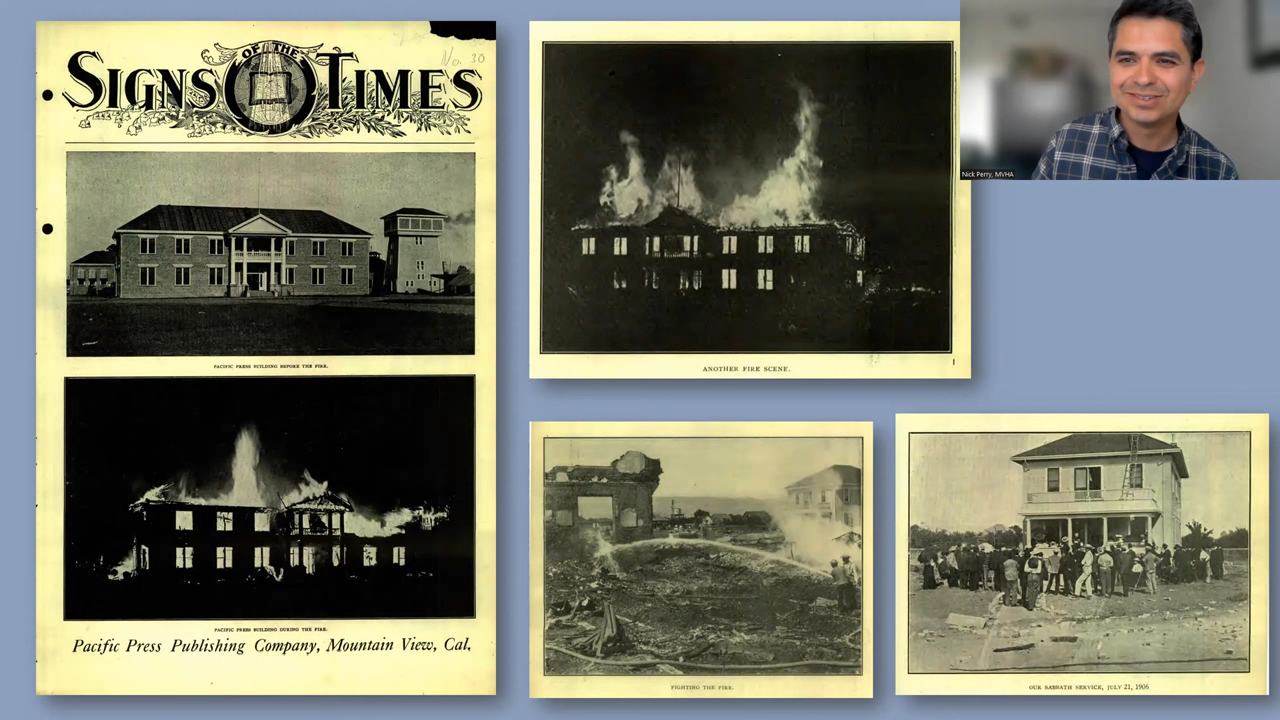 SIGNS OF THE TIMES
PACIFIC PRESS BUILDING BEFORE THE FIRE.
PACIFIC PRESS BUILDING DURING THE FIRE.
Pacific Press Publishing Company, Mountain View, Cal.
ANOTHER FIRE SCENE.
FIGHTING THE FIRE.
OUR SABBATH SERVICE, JULY 21, 1906
Nick Perry, MVHA